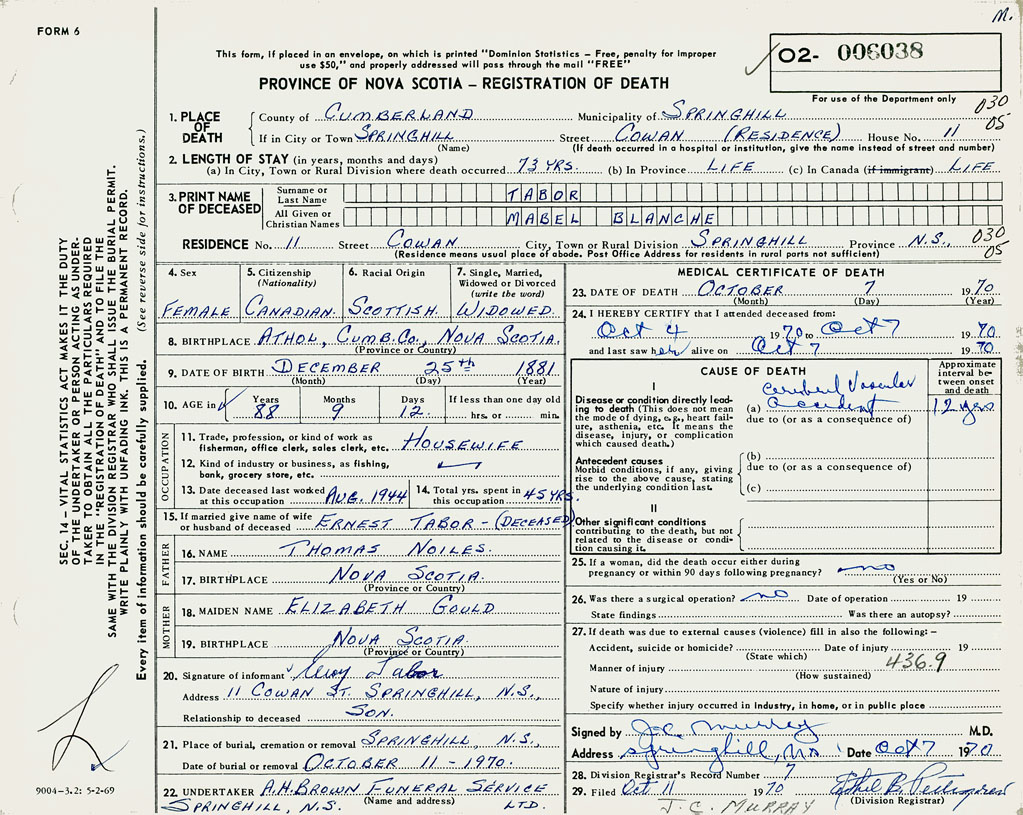 M.
FORM 6
This form, if placed in an envelope, on which is printed "Dominion Statistics – Free, penalty for improper
use $50," and properly addressed will pass through the mail "FREE"
O2- 006038
PROVINCE OF NOVA SCOTIA – REGISTRATION OF DEATH
For use of the Department only
030
05
1. PLACE OF DEATH
County of CUMBERLAND Municipality of SPRINGHILL
If in City or Town SPRINGHILL Street COWAN (RESIDENCE) House No. 11
(Name) (If death occurred in a hospital or institution, give the name instead of street and number)
2. LENGTH OF STAY (in years, months and days)
(a) In City, Town or Rural Division where death occurred 73 YRS. (b) In Province LIFE (c) In Canada (if immigrant) LIFE
3. PRINT NAME OF DECEASED
Surname or Last Name TABOR
All Given or Christian Names MABEL BLANCHE
RESIDENCE No. 11 Street COWAN City, Town or Rural Division SPRINGHILL Province N.S. 030
05
(Residence means usual place of abode. Post Office Address for residents in rural parts not sufficient)
4. Sex
FEMALE
5. Citizenship
(Nationality)
CANADIAN.
6. Racial Origin
SCOTTISH.
7. Single, Married,
Widowed or Divorced
(write the word)
WIDOWED.
8. BIRTHPLACE ATHOL, CUMB. CO., NOVA SCOTIA.
(Province or Country)
9. DATE OF BIRTH DECEMBER 25th 1881
(Month) (Day) (Year)
10. AGE in
Years Months Days If less than one day old
88 9 12 hrs. or min.
OCCUPATION
11. Trade, profession, or kind of work as
fisherman, office clerk, sales clerk, etc. HOUSEWIFE
12. Kind of industry or business, as fishing,
bank, grocery store, etc.
13. Date deceased last worked
at this occupation AUG. 1944
14. Total yrs. spent in
this occupation 45 YRS.
15. If married give name of wife
or husband of deceased ERNEST TABOR - (DECEASED)
FATHER
16. NAME THOMAS NOILES.
17. BIRTHPLACE NOVA SCOTIA.
(Province or Country)
MOTHER
18. MAIDEN NAME ELIZABETH GOULD
19. BIRTHPLACE NOVA SCOTIA.
(Province or Country)
20. Signature of informant Tabor
Address 11 COWAN ST. SPRINGHILL, N.S.,
Relationship to deceased SON.
21. Place of burial, cremation or removal SPRINGHILL, N.S.,
Date of burial or removal OCTOBER 11 - 1970.
22. UNDERTAKER A.H. BROWN FUNERAL SERVICE
(Name and address) LTD.
SPRINGHILL, N.S.
MEDICAL CERTIFICATE OF DEATH
23. DATE OF DEATH OCTOBER 7 1970
(Month) (Day) (Year)
24. I HEREBY CERTIFY that I attended deceased from:
Oct 4 1970 to Oct 7 1970
and last saw her alive on Oct 7 1970
CAUSE OF DEATH
Approximate
interval be-
tween onset
and death
I
Disease or condition directly lead-
ing to death (This does not mean
the mode of dying, e.g., heart fail-
ure, asthenia, etc. It means the
disease, injury, or complication
which caused death.)
Cerebral Vascular
(a) Accident 12 yrs
due to (or as a consequence of)
Antecedent causes
Morbid conditions, if any, giving
rise to the above cause, stating
the underlying condition last.
(b)
due to (or as a consequence of)
(c)
II
Other significant conditions
contributing to the death, but not
related to the disease or condi-
tion causing it.
25. If a woman, did the death occur either during
pregnancy or within 90 days following pregnancy? no
(Yes or No)
26. Was there a surgical operation? no Date of operation 19
State findings Was there an autopsy?
27. If death was due to external causes (violence) fill in also the following: –
Accident, suicide or homicide? Date of injury 19
(State which) 436.9
Manner of injury
(How sustained)
Nature of injury
Specify whether injury occurred in industry, in home, or in public place
Signed by J.C. Murray M.D.
Address Springhill, NS Date Oct 7 1970
28. Division Registrar's Record Number 7
29. Filed Oct 11 1970 Ethel B.
(Division Registrar)
J. C. MURRAY
SEC. 14 – VITAL STATISTICS ACT MAKES IT THE DUTY
OF THE UNDERTAKER OR PERSON ACTING AS UNDER-
TAKER TO OBTAIN ALL THE PARTICULARS REQUIRED
IN THE "REGISTRATION OF DEATH" AND TO FILE THE
SAME WITH THE DIVISION REGISTRAR WHO SHALL ISSUE THE BURIAL PERMIT.
WRITE PLAINLY WITH UNFADING INK. THIS IS A PERMANENT RECORD.
Every item of information should be carefully supplied. (See reverse side for instructions.)
9004-3.2: 5-2-69